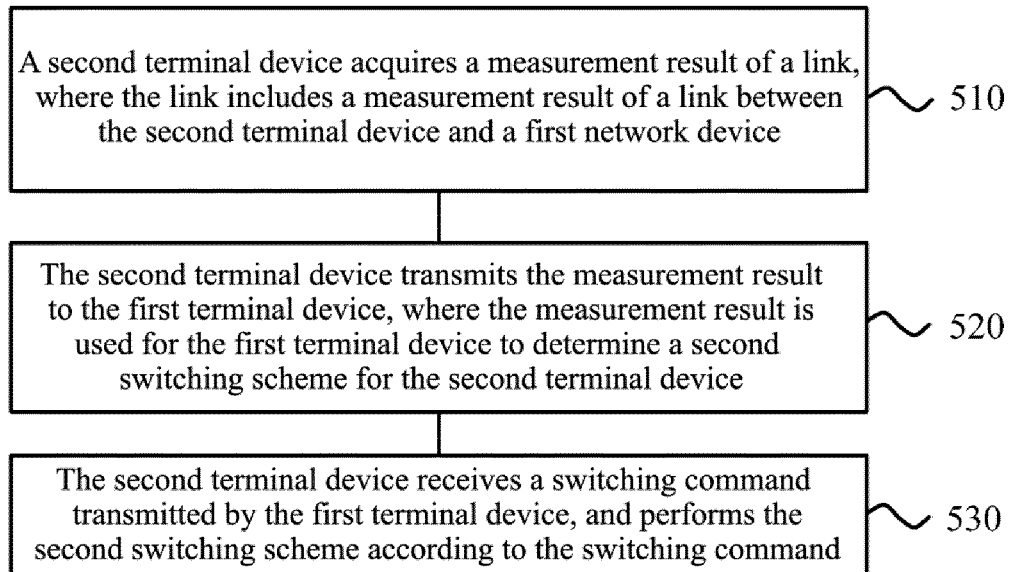 A second terminal device acquires a measurement result of a link,
where the link includes a measurement result of a link between
the second terminal device and a first network device
510
The second terminal device transmits the measurement result
to the first terminal device, where the measurement result is
used for the first terminal device to determine a second
switching scheme for the second terminal device
520
The second terminal device receives a switching command
transmitted by the first terminal device, and performs the
second switching scheme according to the switching command
530